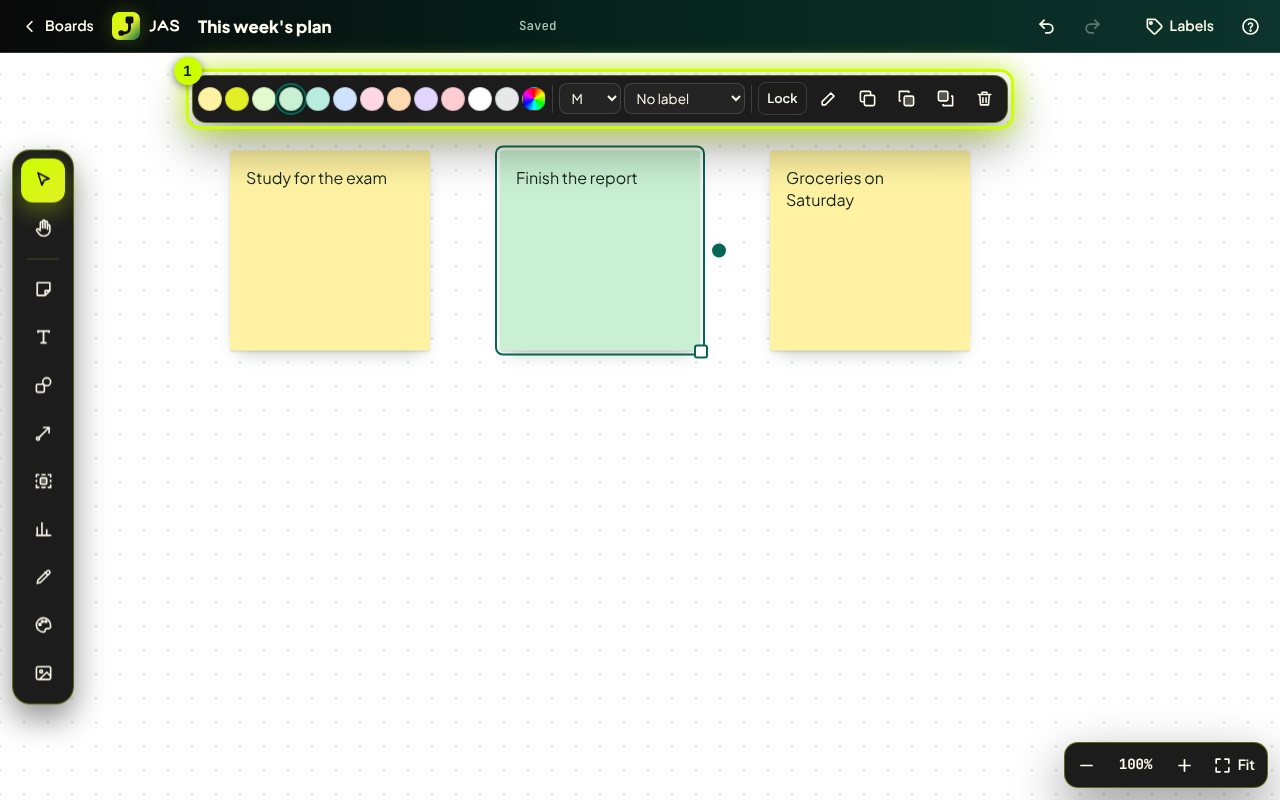 Boards
JAS
This week's plan
Saved
Labels
1
M
No label
Lock
Study for the exam
Finish the report
Groceries on
Saturday
100%
Fit